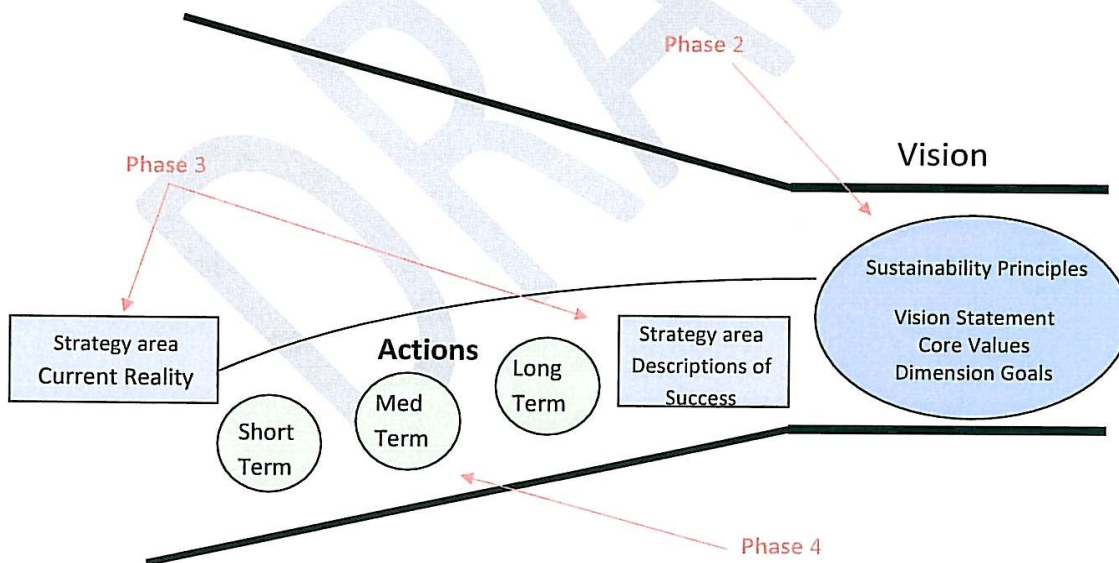 DRA
Phase 2
Vision
Phase 3
Sustainability Principles
Vision Statement
Core Values
Dimension Goals
Strategy area
Current Reality
Actions
Short
Term
Med
Term
Long
Term
Strategy area
Descriptions of
Success
Phase 4